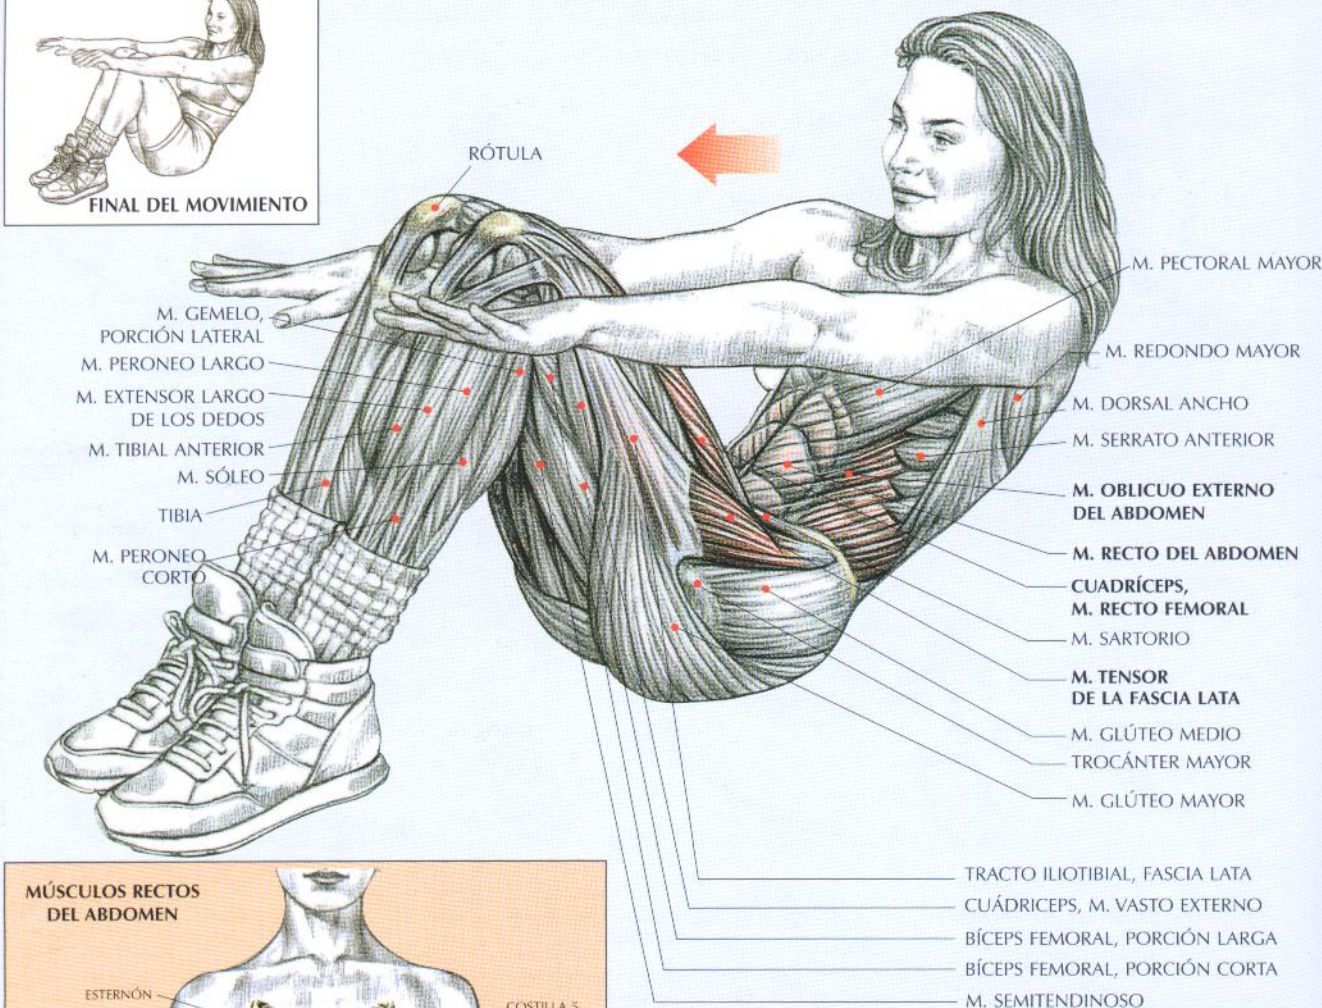 FINAL DEL MOVIMIENTO
RÓTULA
M. GEMELO,
PORCIÓN LATERAL
M. PERONEO LARGO
M. EXTENSOR LARGO
DE LOS DEDOS
M. TIBIAL ANTERIOR
M. SÓLEO
TIBIA
M. PERONEO
CORTO
M. PECTORAL MAYOR
M. REDONDO MAYOR
M. DORSAL ANCHO
M. SERRATO ANTERIOR
M. OBLICUO EXTERNO
DEL ABDOMEN
M. RECTO DEL ABDOMEN
CUADRÍCEPS,
M. RECTO FEMORAL
M. SARTORIO
M. TENSOR
DE LA FASCIA LATA
M. GLÚTEO MEDIO
TROCÁNTER MAYOR
M. GLÚTEO MAYOR
TRACTO ILIOTIBIAL, FASCIA LATA
CUÁDRICEPS, M. VASTO EXTERNO
BÍCEPS FEMORAL, PORCIÓN LARGA
BÍCEPS FEMORAL, PORCIÓN CORTA
M. SEMITENDINOSO
MÚSCULOS RECTOS
DEL ABDOMEN
ESTERNÓN
COSTILLA 5